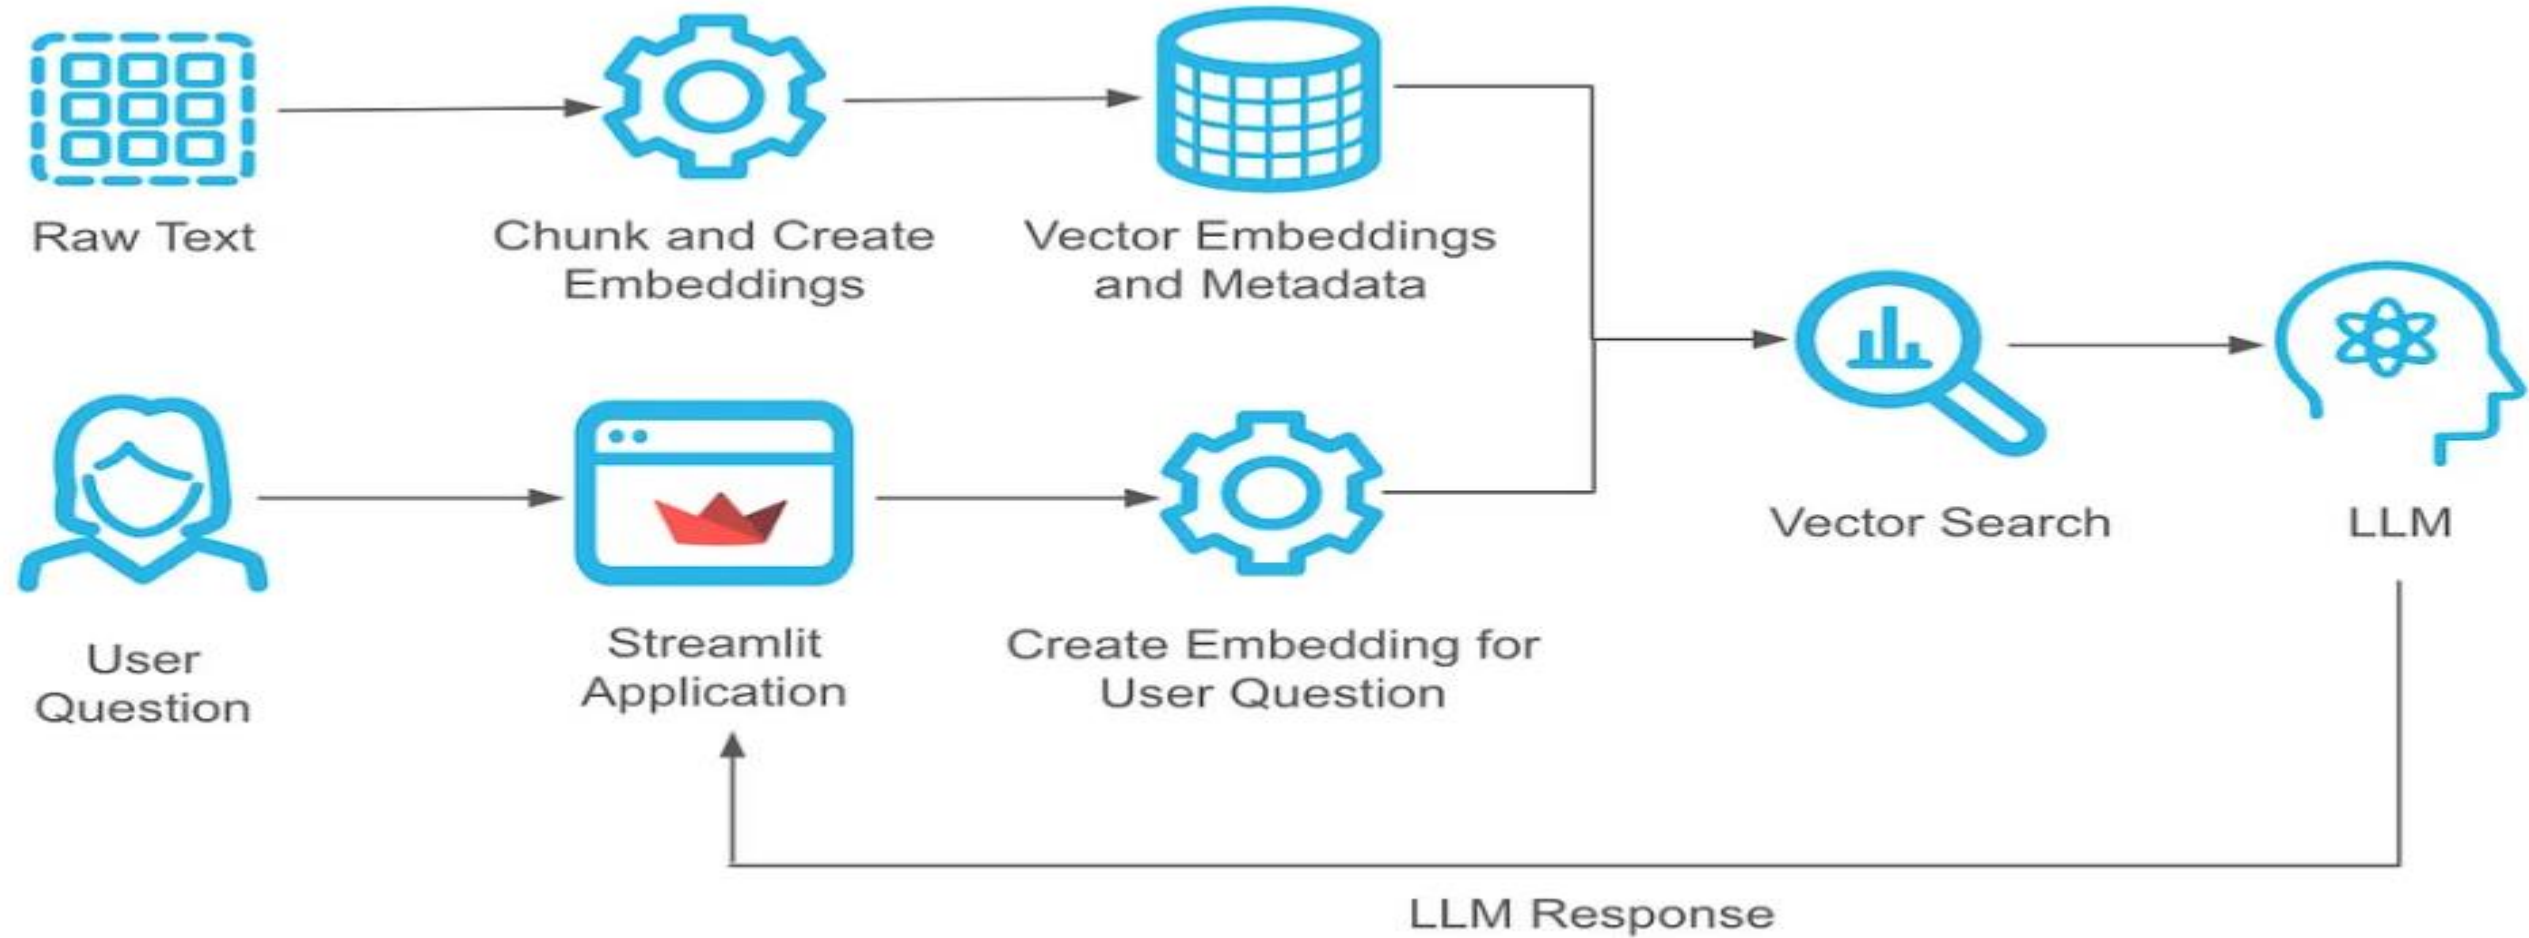 Raw Text
Chunk and Create
Embeddings
Vector Embeddings
and Metadata
Vector Search
LLM
User
Question
Streamlit
Application
Create Embedding for
User Question
LLM Response